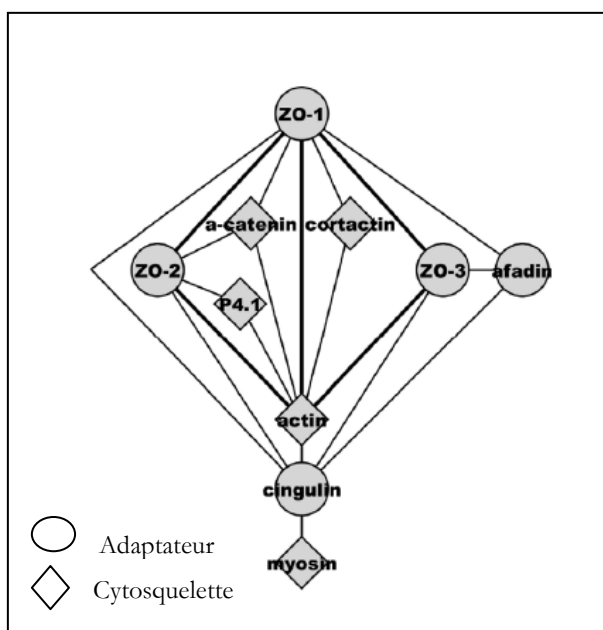 ZO-1
a-catenin
cortactin
ZO-2
ZO-3
afadin
P4.1
actin
cingulin
Adaptateur
myosin
Cytosquelette